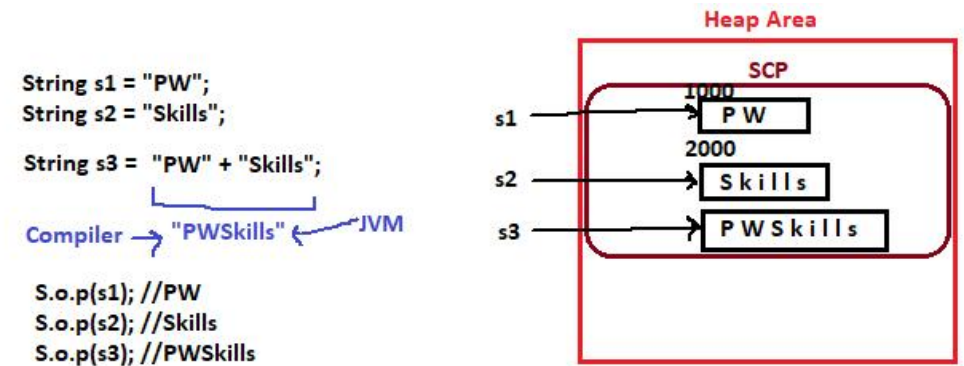 String s1 = "PW";
String s2 = "Skills";
String s3 = "PW" + "Skills";
Compiler "PWSkills" JVM
S.o.p(s1); //PW
S.o.p(s2); //Skills
S.o.p(s3); //PWSkills
Heap Area
SCP
1000
s1 P W
2000
s2 S k i l l s
s3 P W S k i l l s